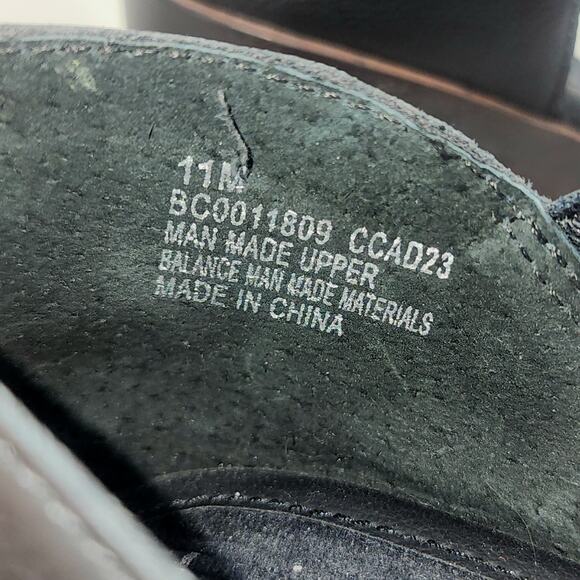 11M
BC0011809 CCAD23
MAN MADE UPPER
BALANCE MAN MADE MATERIALS
MADE IN CHINA